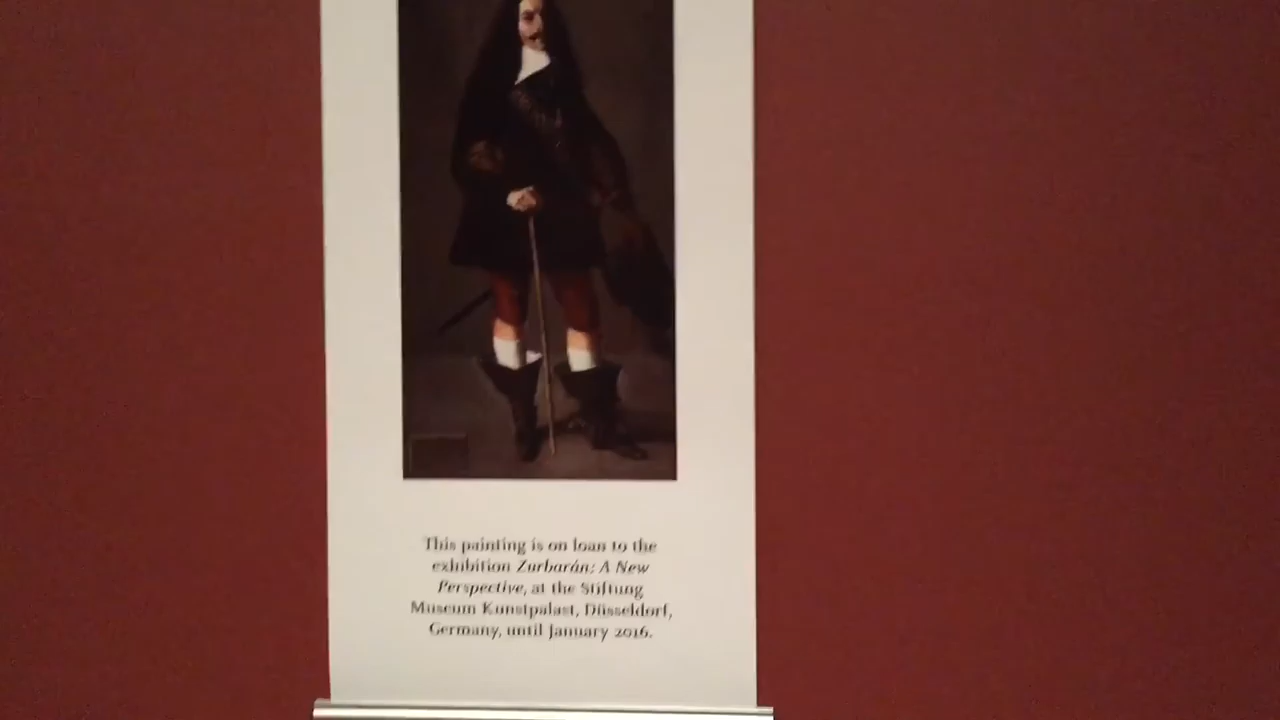 This painting is on loan to the
exhibition Zurbarán: A New
Perspective, at the Stiftung
Museum Kunstpalast, Düsseldorf,
Germany, until January 2016.